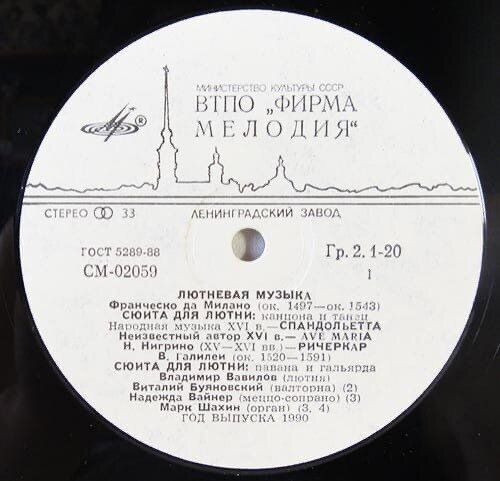 МИНИСТЕРСТВО КУЛЬТУРЫ СССР
ВТПО „ФИРМА
МЕЛОДИЯ“
®
СТЕРЕО 33 ЛЕНИНГРАДСКИЙ ЗАВОД
ГОСТ 5289-88 Гр. 2. 1-20
СМ-02059 1
ЛЮТНЕВАЯ МУЗЫКА
Франческо да Милано (ок. 1497—ок. 1543)
СЮИТА ДЛЯ ЛЮТНИ: канцона и танец
Народная музыка XVI в.—СПАНДОЛЬЕТТА
Неизвестный автор XVI в.— AVE MARIA
Н. Нигрино (XV—XVI вв.)—РИЧЕРКАР
В. Галилеи (ок. 1520—1591)
СЮИТА ДЛЯ ЛЮТНИ: павана и гальярда
Владимир Вавилов (лютня)
Виталий Буяновский (валторна) (2)
Надежда Вайнер (меццо-сопрано) (3)
Марк Шахин (орган) (3, 4)
ГОД ВЫПУСКА 1990